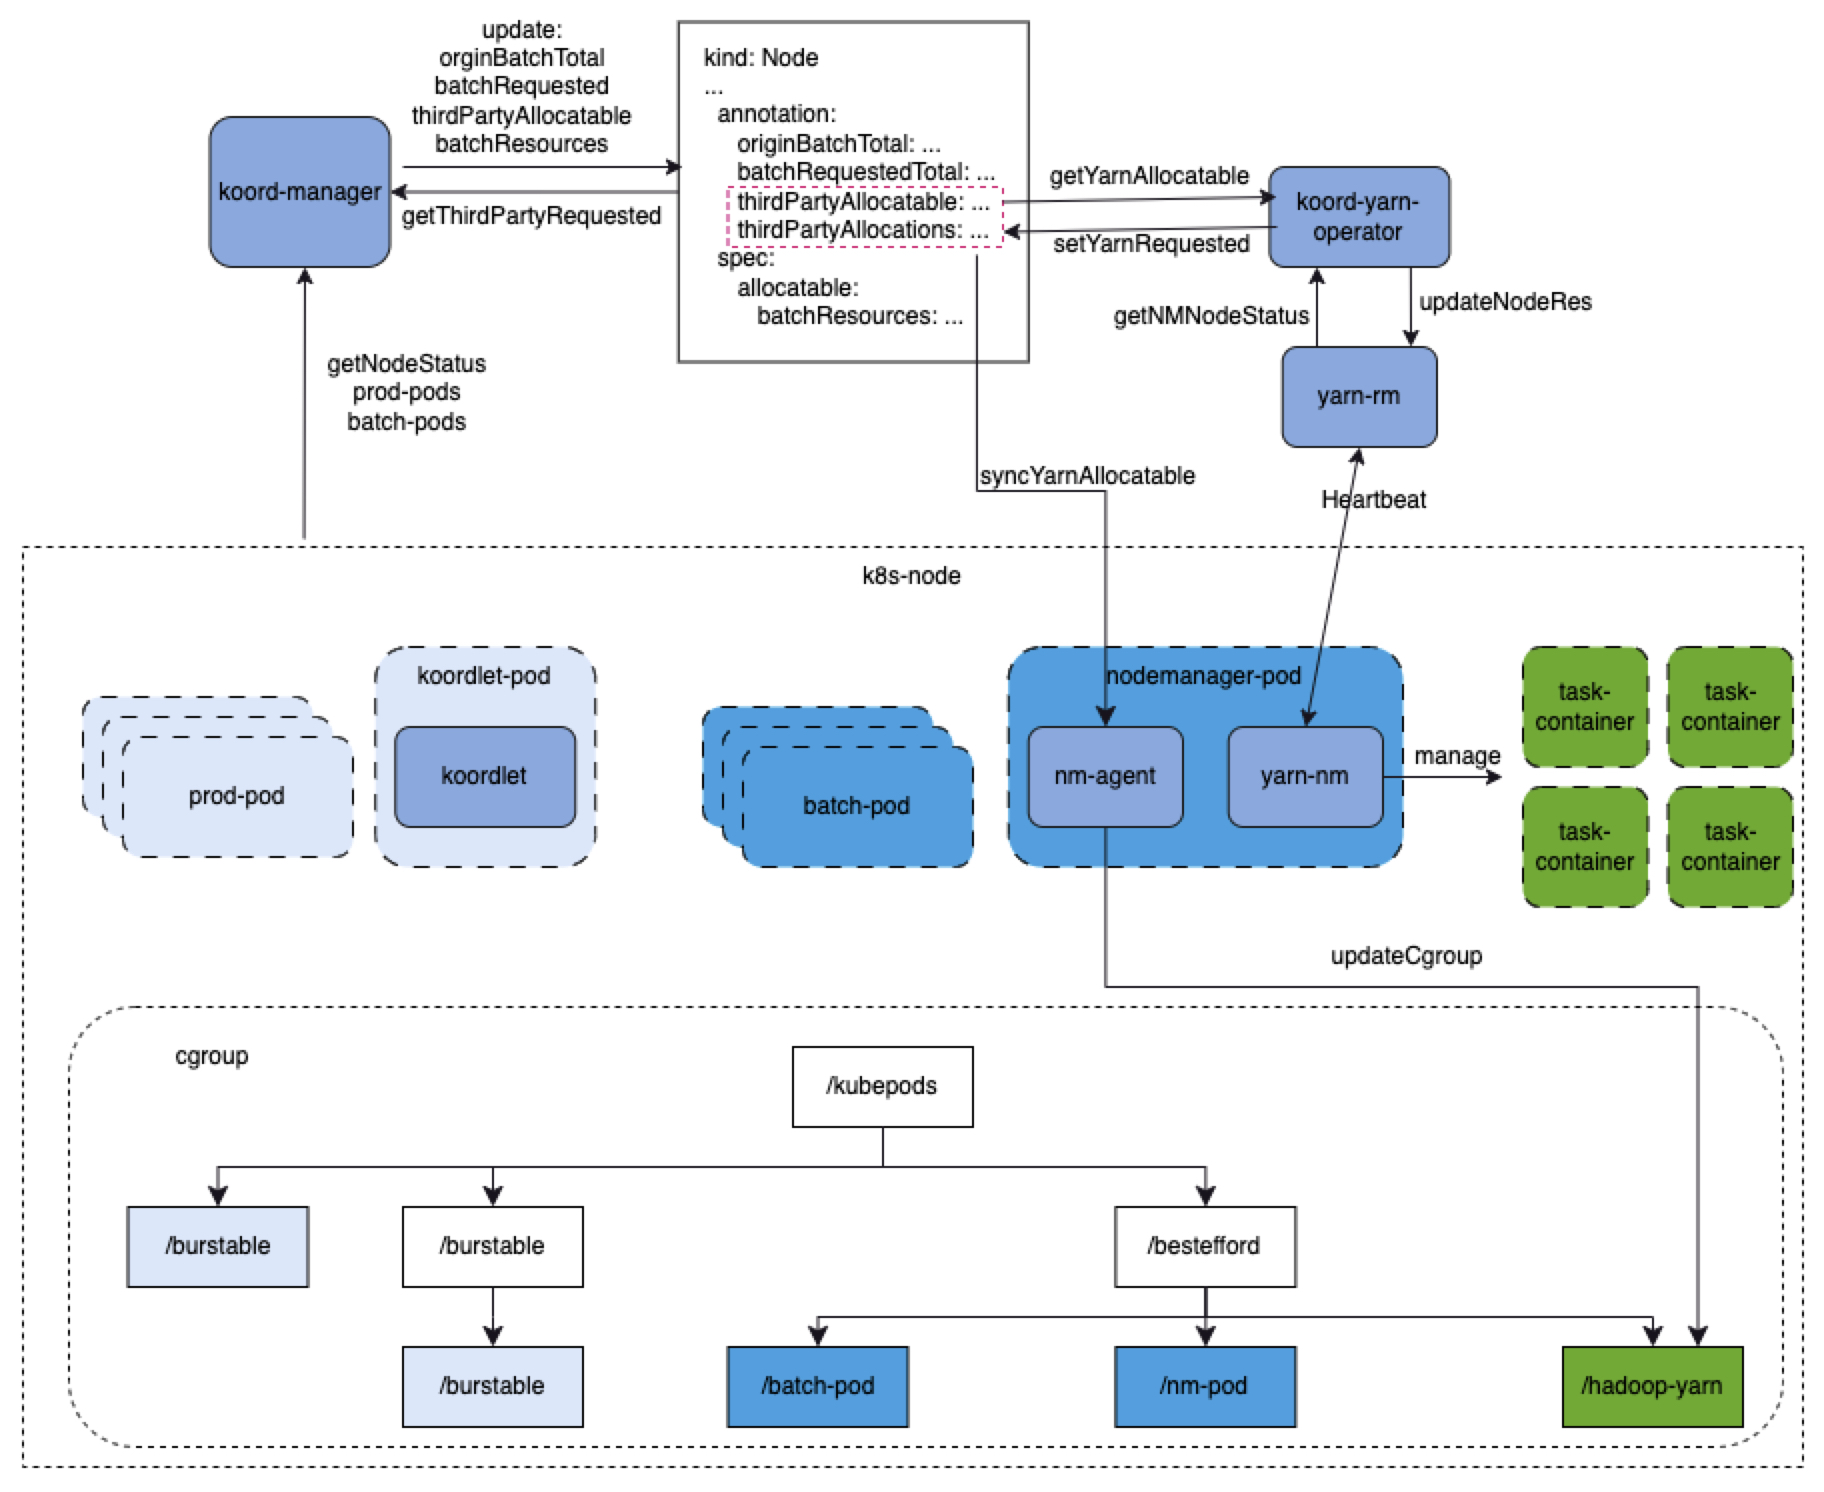 update:
orginBatchTotal
batchRequested
thirdPartyAllocatable
batchResources
koord-manager
getThirdPartyRequested
kind: Node
...
annotation:
originBatchTotal: ...
batchRequestedTotal: ...
thirdPartyAllocatable: ...
thirdPartyAllocations: ...
spec:
allocatable:
batchResources: ...
getYarnAllocatable
setYarnRequested
koord-yarn-
operator
getNMNodeStatus
updateNodeRes
yarn-rm
getNodeStatus
prod-pods
batch-pods
syncYarnAllocatable
Heartbeat
k8s-node
prod-pod
koordlet-pod
koordlet
batch-pod
nodemanager-pod
nm-agent
yarn-nm
manage
task-
container
task-
container
task-
container
task-
container
updateCgroup
cgroup
/kubepods
/burstable
/burstable
/bestefford
/burstable
/batch-pod
/nm-pod
/hadoop-yarn